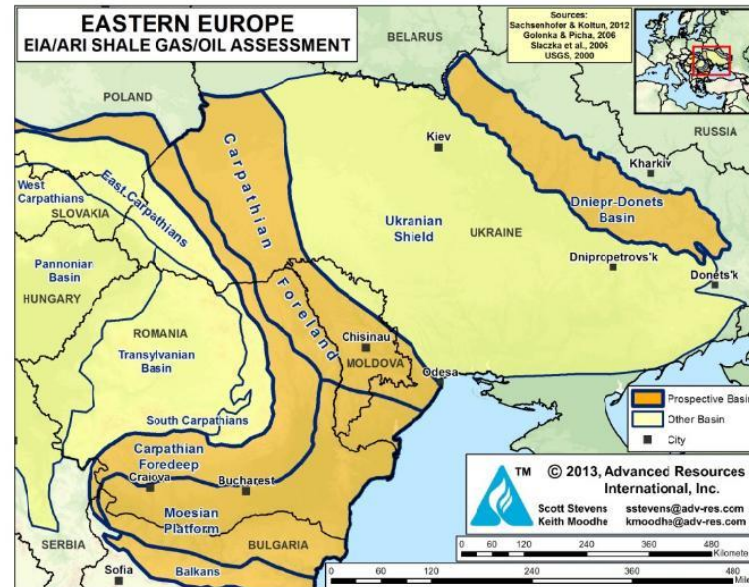 EASTERN EUROPE
EIA/ARI SHALE GAS/OIL ASSESSMENT
Sources:
Sachsenhofer & Koltun, 2012
Golonka & Picha, 2006
Slaczka et al., 2006
USGS, 2000
BELARUS
POLAND
RUSSIA
Kiev
Kharkiv
Carpathian
Foreland
West
Carpathians
East Carpathians
SLOVAKIA
Dniepr-Donets
Basin
Ukranian
Shield
UKRAINE
Pannonian
Basin
Dnipropetrovs'k
Donets'k
HUNGARY
ROMANIA
Transylvanian
Basin
Chisinau
MOLDOVA
Odesa
South Carpathians
Prospective Basin
Other Basin
City
Carpathian
Foredeep
Craiova
Bucharest
Moesian
Platform
BULGARIA
SERBIA
Sofia
Balkans
TM
© 2013, Advanced Resources
International, Inc.
Scott Stevens sstevens@adv-res.com
Keith Moodhe kmoodhe@adv-res.com
0 60 120 240 360 480
Kilometers
0 60 120 240 360 480